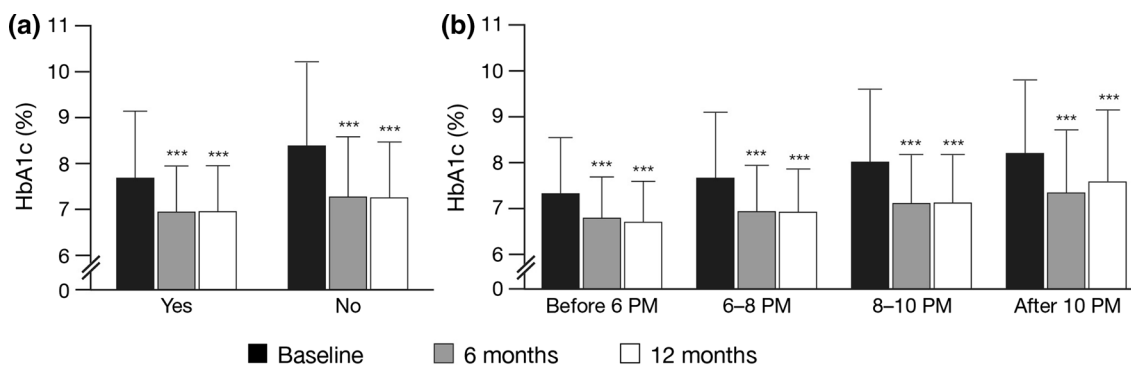 (a)
HbA1c (%)
11
10
9
8
7
6
0
***
***
***
***
Yes
No
(b)
HbA1c (%)
11
10
9
8
7
6
0
***
***
***
***
***
***
***
***
Before 6 PM
6–8 PM
8–10 PM
After 10 PM
Baseline
6 months
12 months